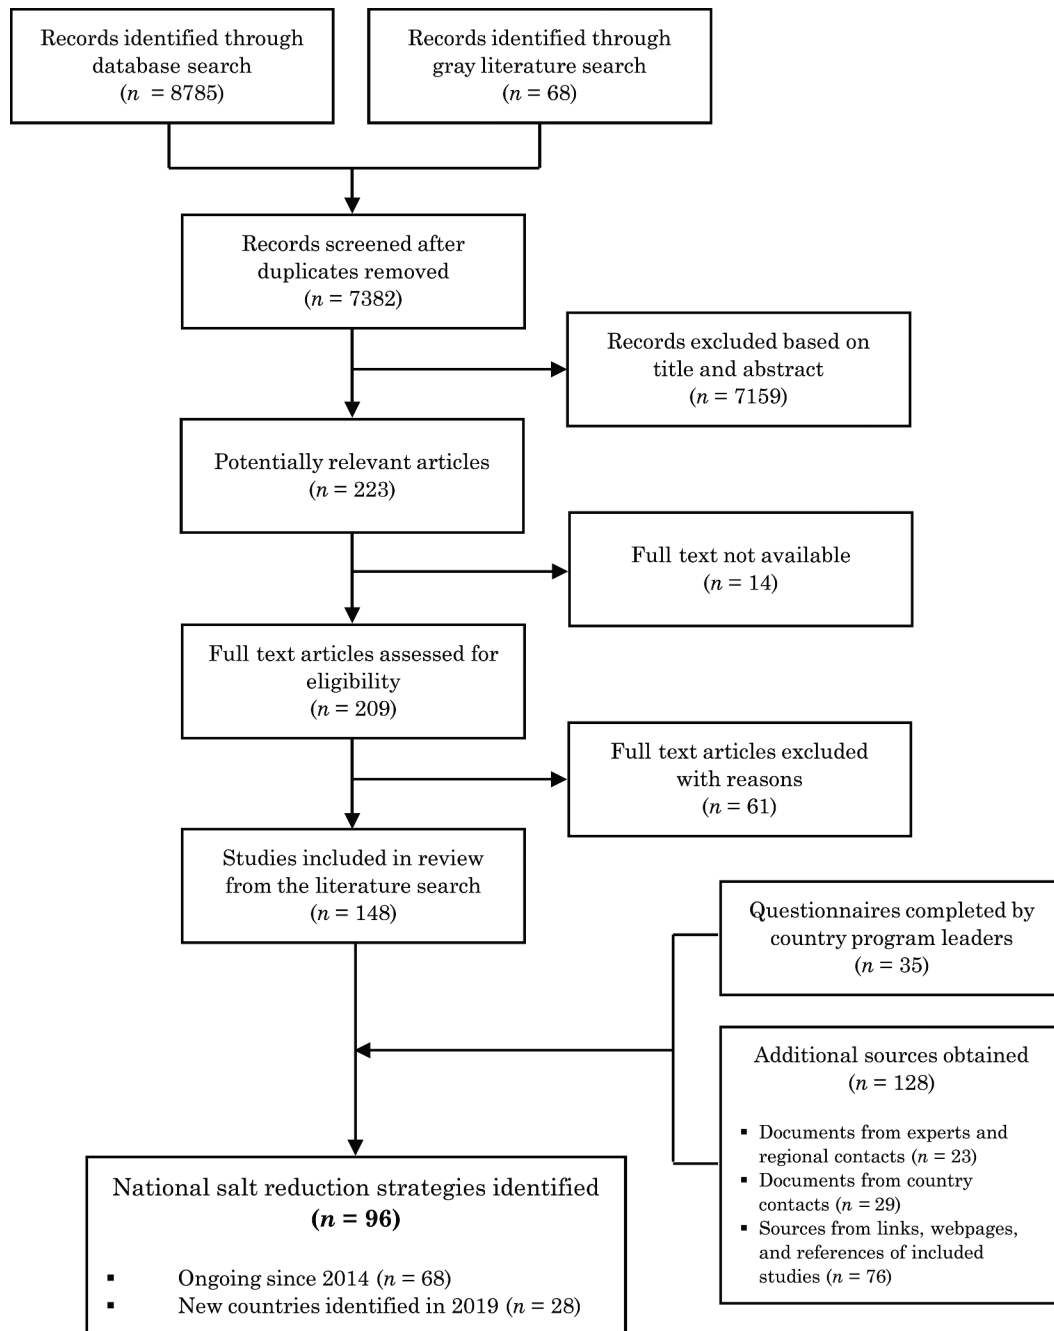 Records identified through
database search
(n = 8785)
Records identified through
gray literature search
(n = 68)
Records screened after
duplicates removed
(n = 7382)
Records excluded based on
title and abstract
(n = 7159)
Potentially relevant articles
(n = 223)
Full text not available
(n = 14)
Full text articles assessed for
eligibility
(n = 209)
Full text articles excluded
with reasons
(n = 61)
Studies included in review
from the literature search
(n = 148)
Questionnaires completed by
country program leaders
(n = 35)
Additional sources obtained
(n = 128)
▪ Documents from experts and
regional contacts (n = 23)
▪ Documents from country
contacts (n = 29)
▪ Sources from links, webpages,
and references of included
studies (n = 76)
National salt reduction strategies identified
(n = 96)
▪ Ongoing since 2014 (n = 68)
▪ New countries identified in 2019 (n = 28)